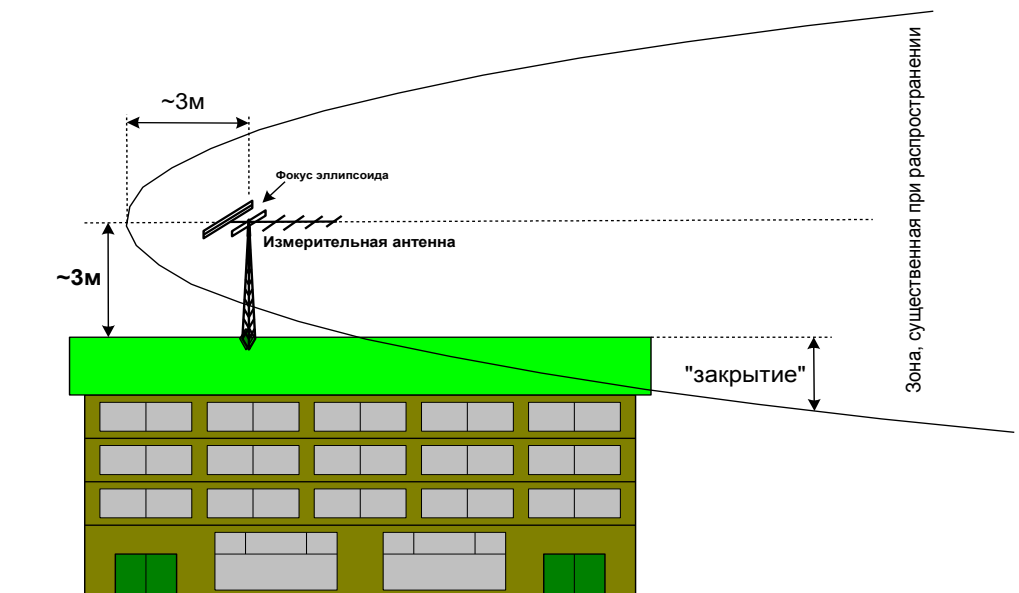 ~3м
Фокус эллипсоида
Измерительная антенна
~3м
"закрытие"
Зона, существенная при распространении